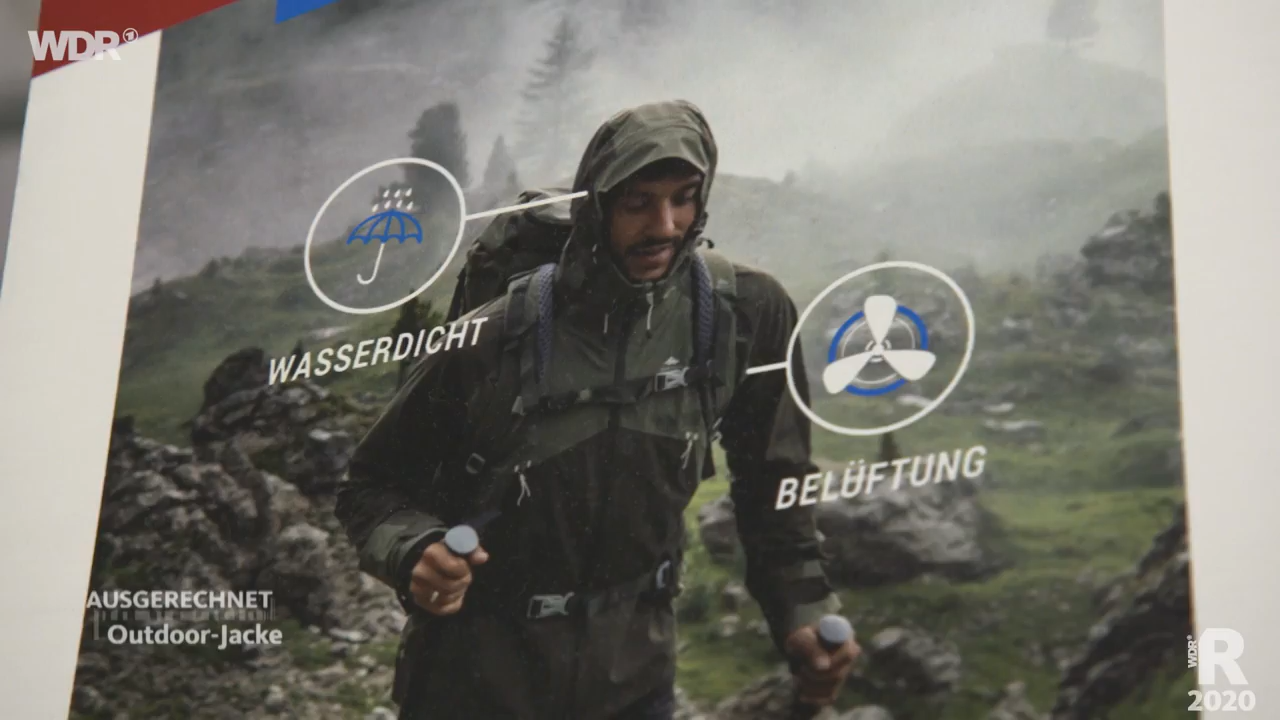 WDR
WASSERDICHT
BELÜFTUNG
AUSGERECHNET
Outdoor-Jacke
WDR®
R
2020